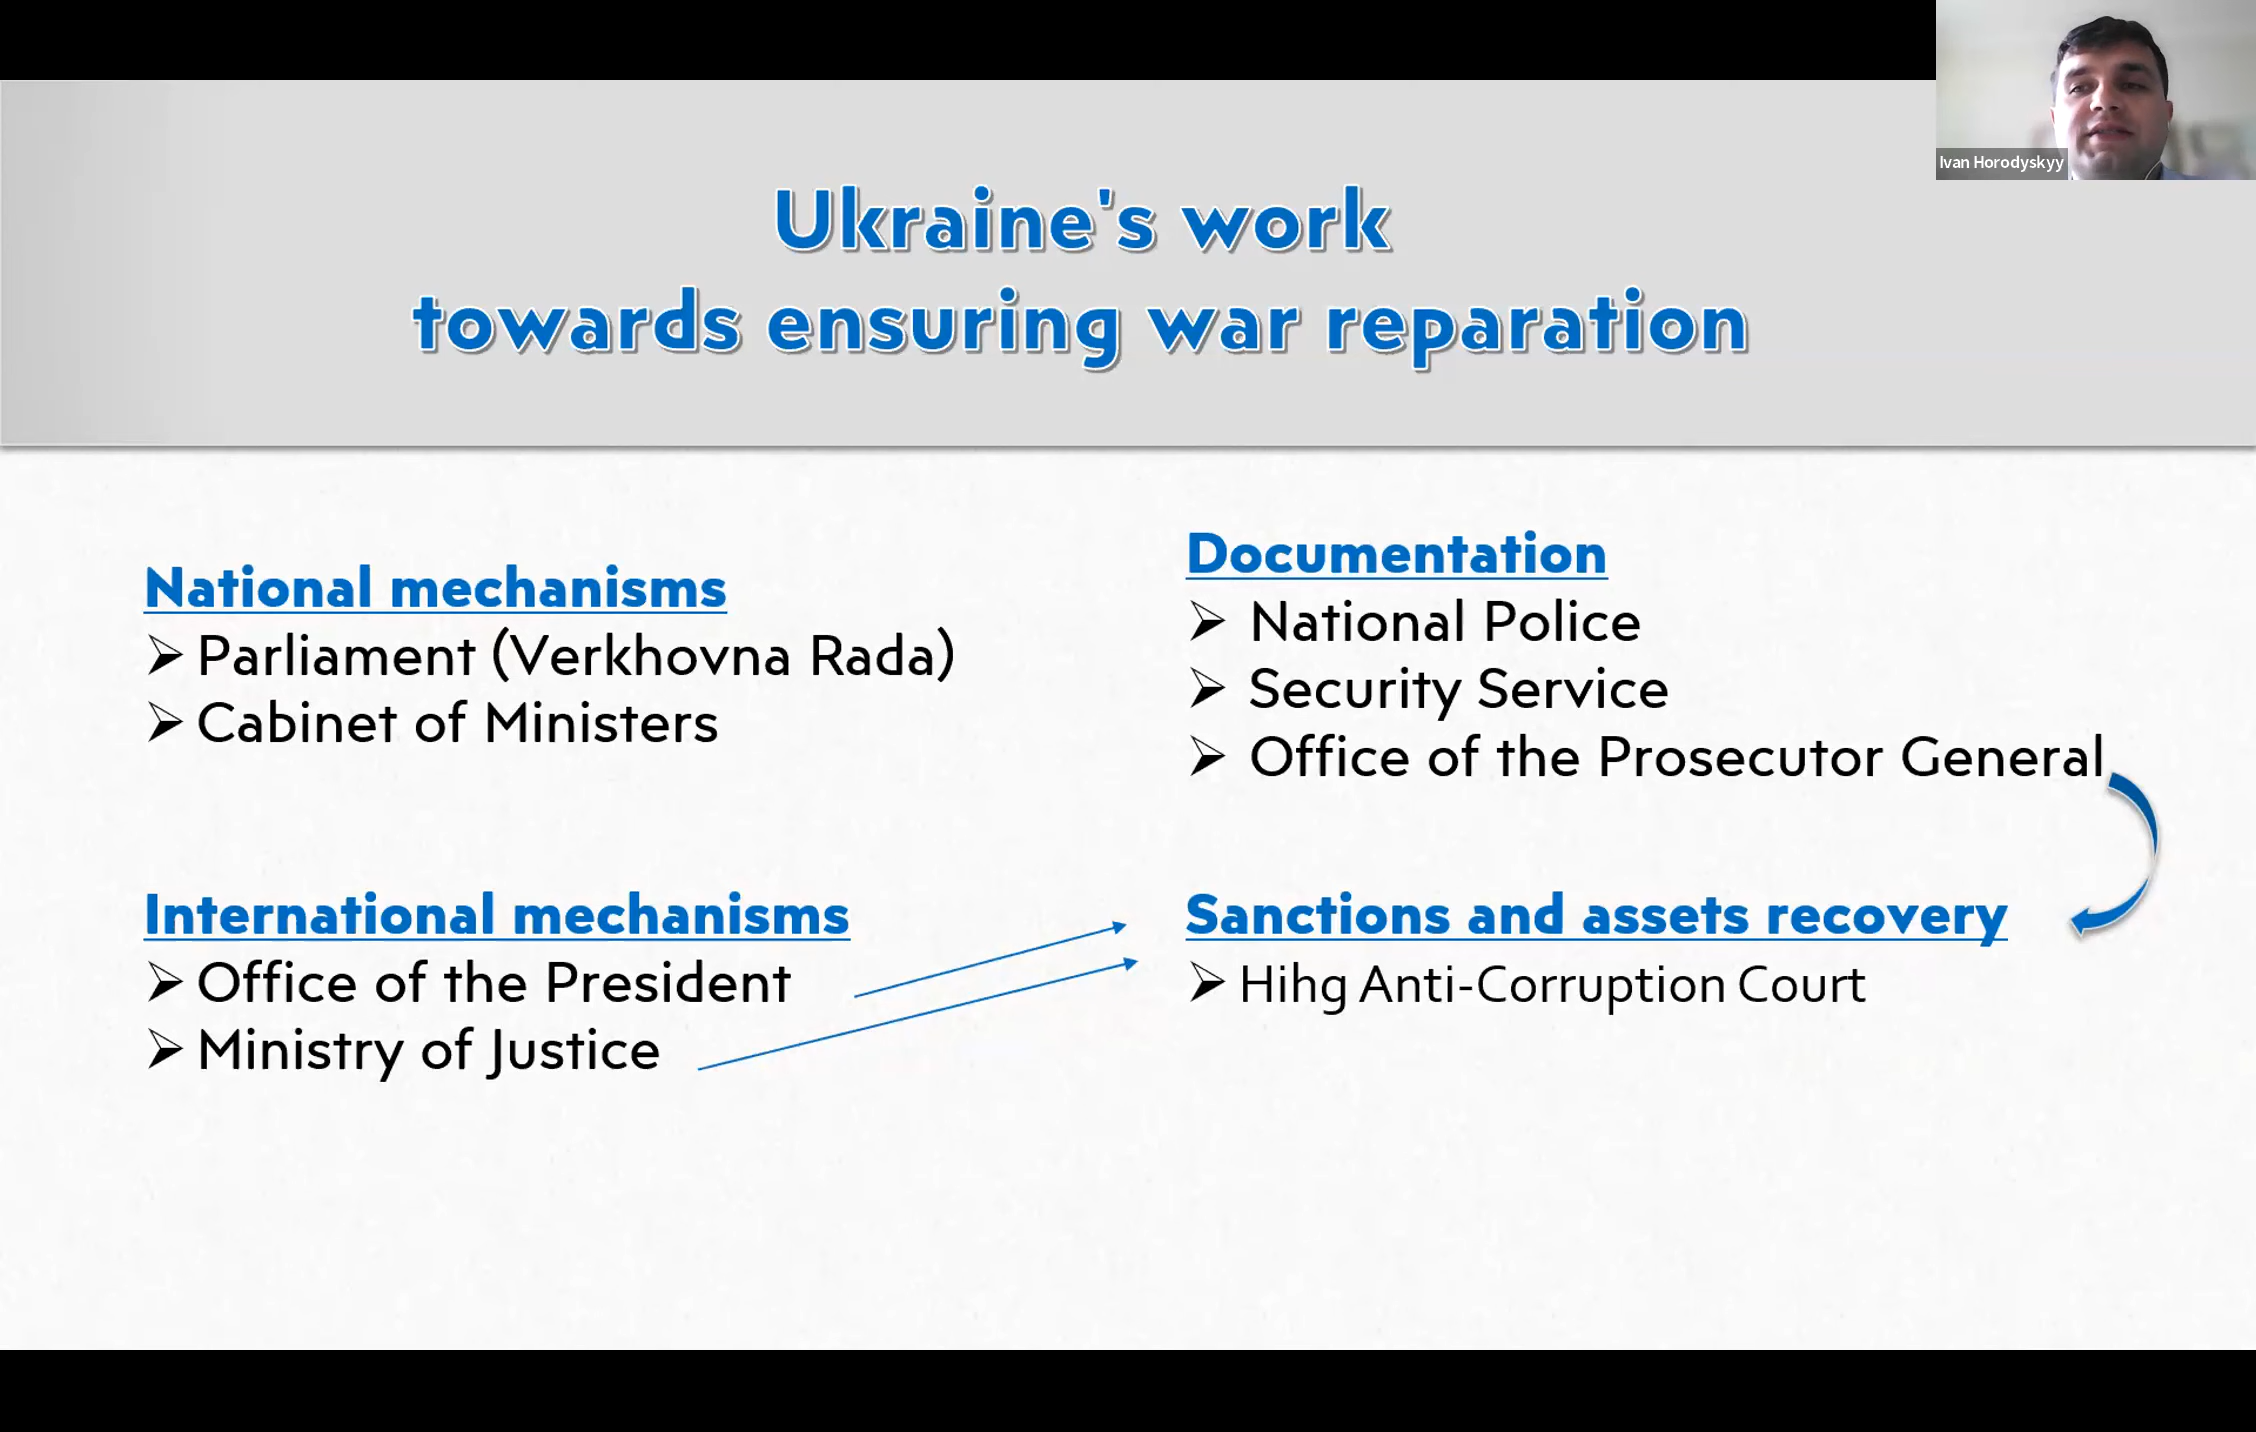 Ivan Horodyskyy
Ukraine's work
towards ensuring war reparation
National mechanisms
Parliament (Verkhovna Rada)
Cabinet of Ministers
International mechanisms
Office of the President
Ministry of Justice
Documentation
National Police
Security Service
Office of the Prosecutor General
Sanctions and assets recovery
Hihg Anti-Corruption Court